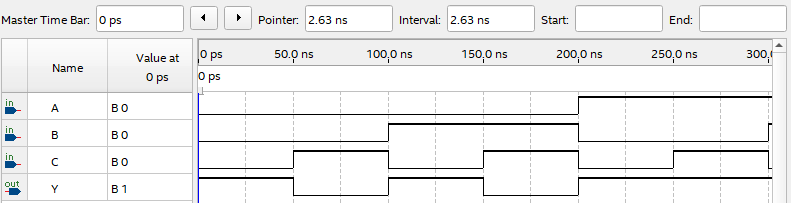 Master Time Bar: 0 ps Pointer: 2.63 ns Interval: 2.63 ns Start: End:
Name Value at 0 ps
0 ps 50.0 ns 100.0 ns 150.0 ns 200.0 ns 250.0 ns 300.
0 ps
in A B 0
in B B 0
in C B 0
out Y B 1